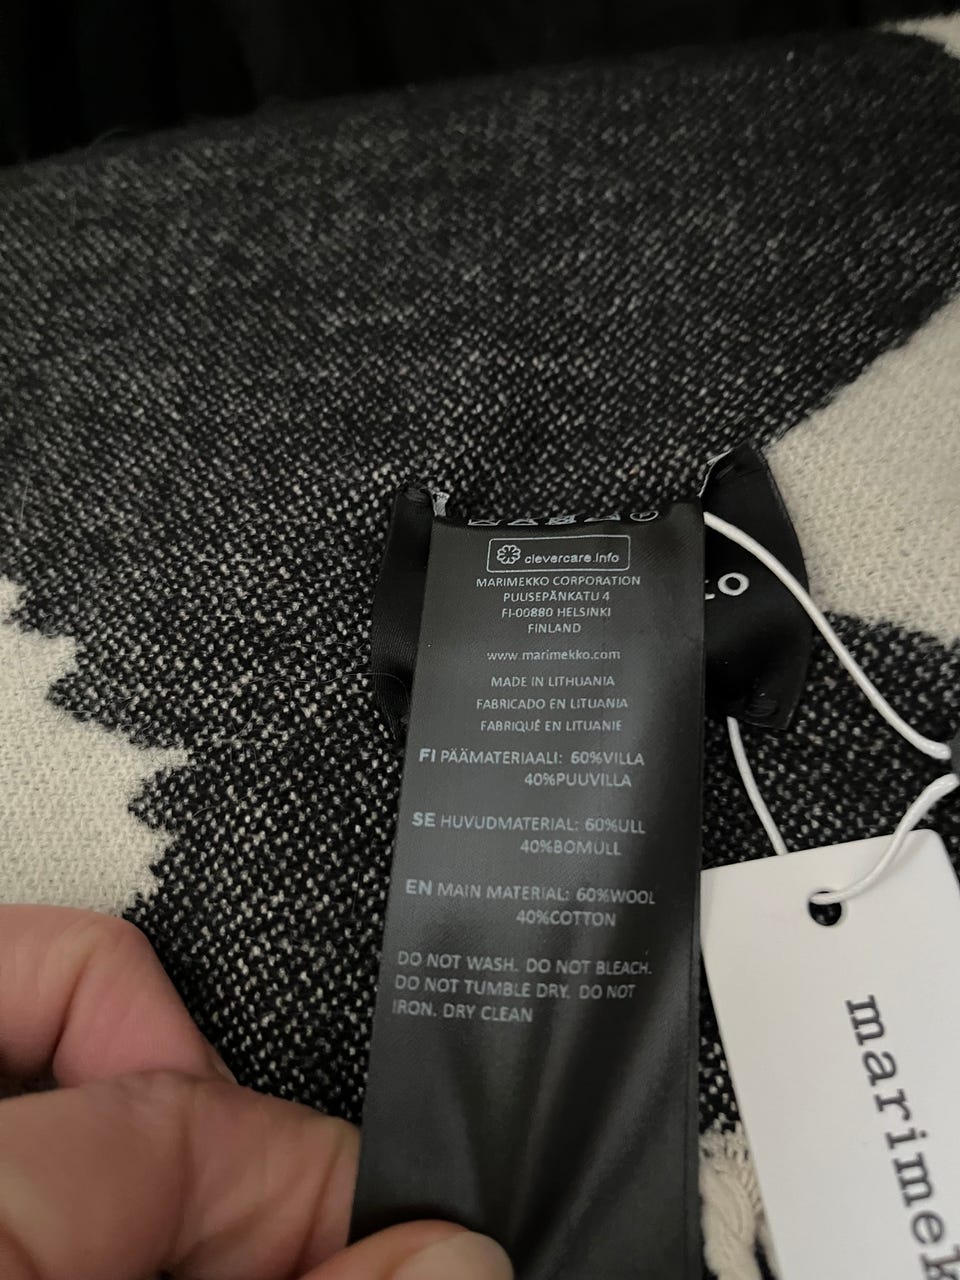 clevercare.info
MARIMEKKO CORPORATION
PUUSEPÄNKATU 4
FI-00880 HELSINKI
FINLAND
www.marimekko.com
MADE IN LITHUANIA
FABRICADO EN LITUANIA
FABRIQUÉ EN LITUANIE
FI PÄÄMATERIAALI: 60%VILLA
40%PUUVILLA
SE HUVUDMATERIAL: 60%ULL
40%BOMULL
EN MAIN MATERIAL: 60%WOOL
40%COTTON
DO NOT WASH. DO NOT BLEACH.
DO NOT TUMBLE DRY. DO NOT
IRON. DRY CLEAN
ko
marimek